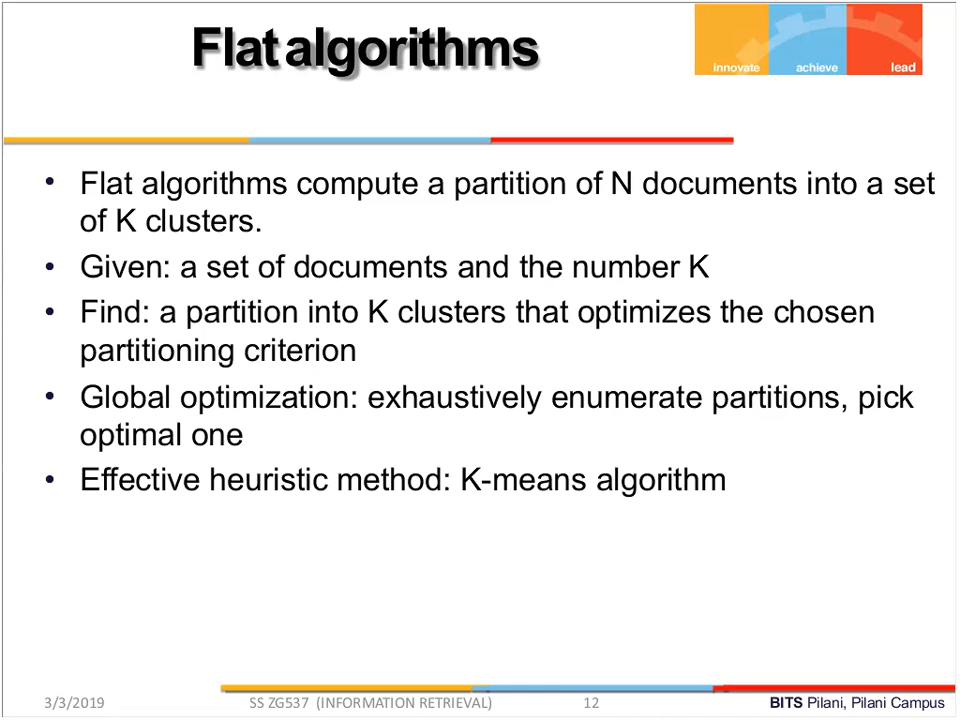 Flat algorithms
innovate achieve lead
• Flat algorithms compute a partition of N documents into a set
of K clusters.
• Given: a set of documents and the number K
• Find: a partition into K clusters that optimizes the chosen
partitioning criterion
• Global optimization: exhaustively enumerate partitions, pick
optimal one
• Effective heuristic method: K-means algorithm
3/3/2019 SS ZG537 (INFORMATION RETRIEVAL) 12 BITS Pilani, Pilani Campus